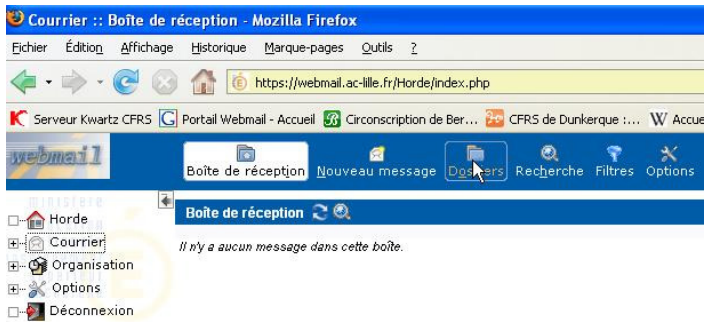 Courrier :: Boîte de réception - Mozilla Firefox
Fichier Édition Affichage Historique Marque-pages Outils ?
https://webmail.ac-lille.fr/Horde/index.php
Serveur Kwartz CFRS Portail Webmail - Accueil Circonscription de Ber... CFRS de Dunkerque :... W Accue
webmail
Boîte de réception Nouveau message Dossiers Recherche Filtres Options
Boîte de réception
Il n'y a aucun message dans cette boîte.
Horde
Courrier
Organisation
Options
Déconnexion